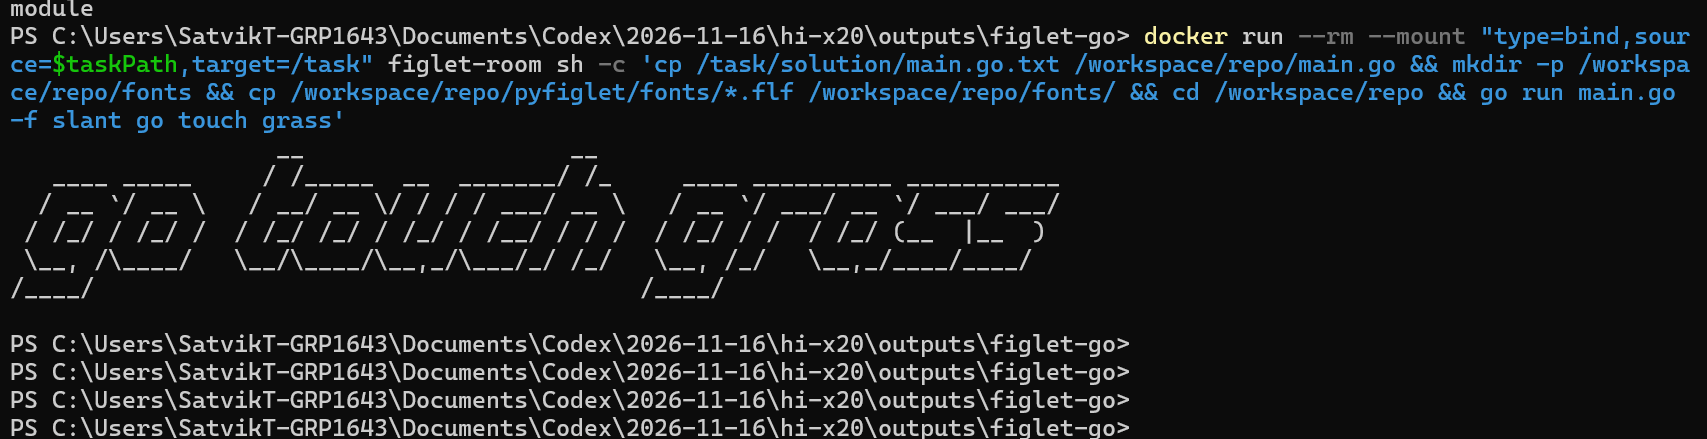 module
PS C:\Users\SatvikT-GRP1643\Documents\Codex\2026-11-16\hi-x20\outputs\figlet-go> docker run --rm --mount "type=bind,sour
ce=$taskPath,target=/task" figlet-room sh -c 'cp /task/solution/main.go.txt /workspace/repo/main.go && mkdir -p /workspa
ce/repo/fonts && cp /workspace/repo/pyfiglet/fonts/*.flf /workspace/repo/fonts/ && cd /workspace/repo && go run main.go
-f slant go touch grass'
go touch grass
PS C:\Users\SatvikT-GRP1643\Documents\Codex\2026-11-16\hi-x20\outputs\figlet-go>
PS C:\Users\SatvikT-GRP1643\Documents\Codex\2026-11-16\hi-x20\outputs\figlet-go>
PS C:\Users\SatvikT-GRP1643\Documents\Codex\2026-11-16\hi-x20\outputs\figlet-go>
PS C:\Users\SatvikT-GRP1643\Documents\Codex\2026-11-16\hi-x20\outputs\figlet-go>